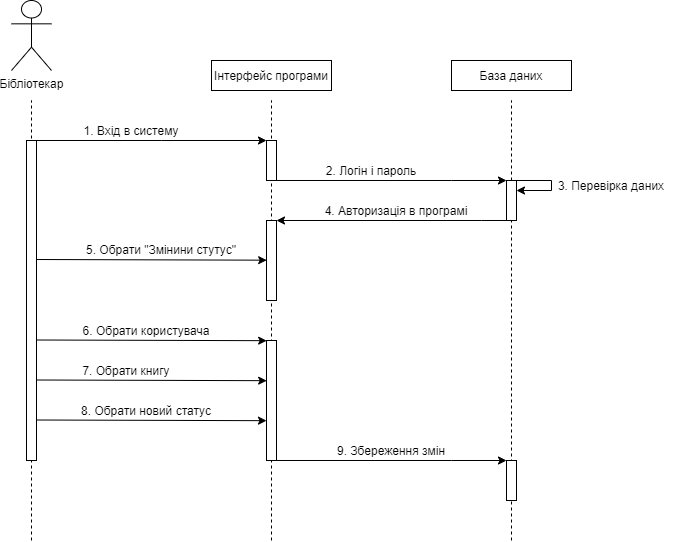 Бібліотекар
Інтерфейс програми
База даних
1. Вхід в систему
2. Логін і пароль
3. Перевірка даних
4. Авторизація в програмі
5. Обрати "Змінини стутус"
6. Обрати користувача
7. Обрати книгу
8. Обрати новий статус
9. Збереження змін